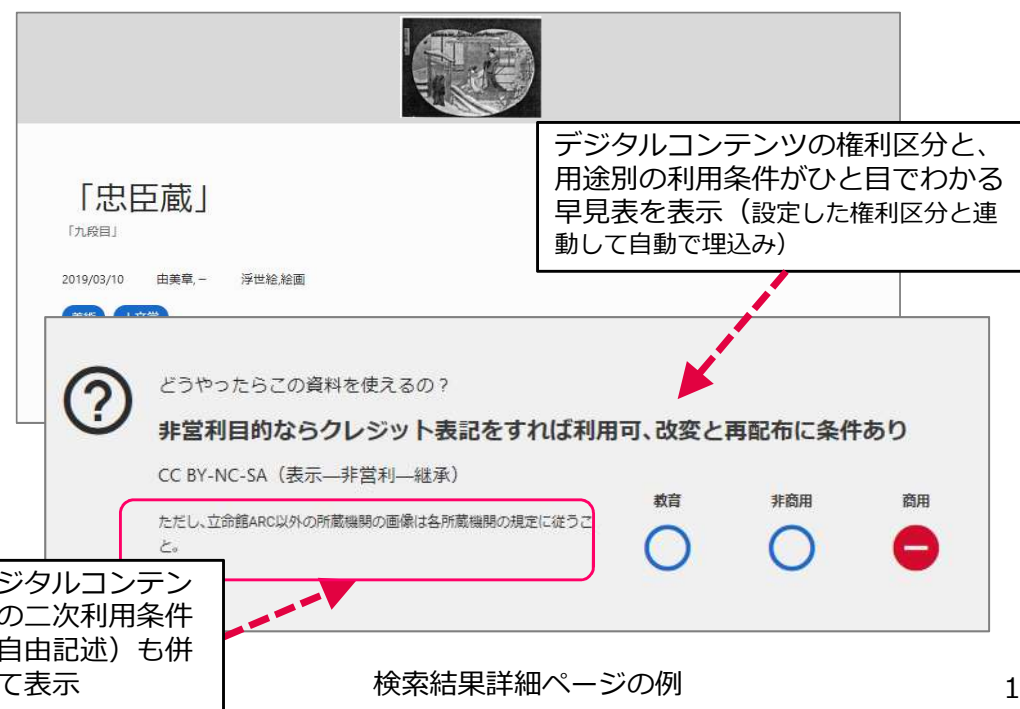 デジタルコンテンツの権利区分と、
用途別の利用条件がひと目でわかる
早見表を表示（設定した権利区分と連
動して自動で埋込み）
「忠臣蔵」
「九段目」
2019/03/10 由美章,– 浮世絵,絵画
どうやったらこの資料を使えるの？
非営利目的ならクレジット表記をすれば利用可、改変と再配布に条件あり
CC BY-NC-SA（表示—非営利—継承）
ただし、立命館ARC以外の所蔵機関の画像は各所蔵機関の規定に従うこ
と。
教育 非商用 商用
ジタルコンテン
の二次利用条件
自由記述）も併
て表示
検索結果詳細ページの例
1